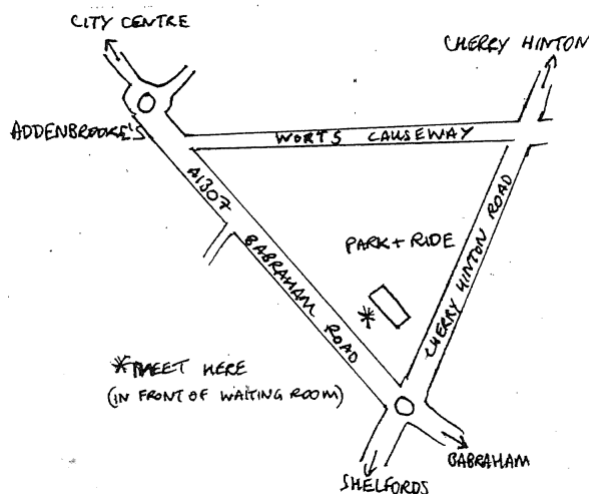 CITY CENTRE
CHERRY HINTON
ADDENBROOKE'S
WORTS CAUSEWAY
A1307
BABRAHAM ROAD
PARK + RIDE
CHERRY HINTON ROAD
*MEET HERE
(IN FRONT OF WAITING ROOM)
BABRAHAM
SHELFORDS